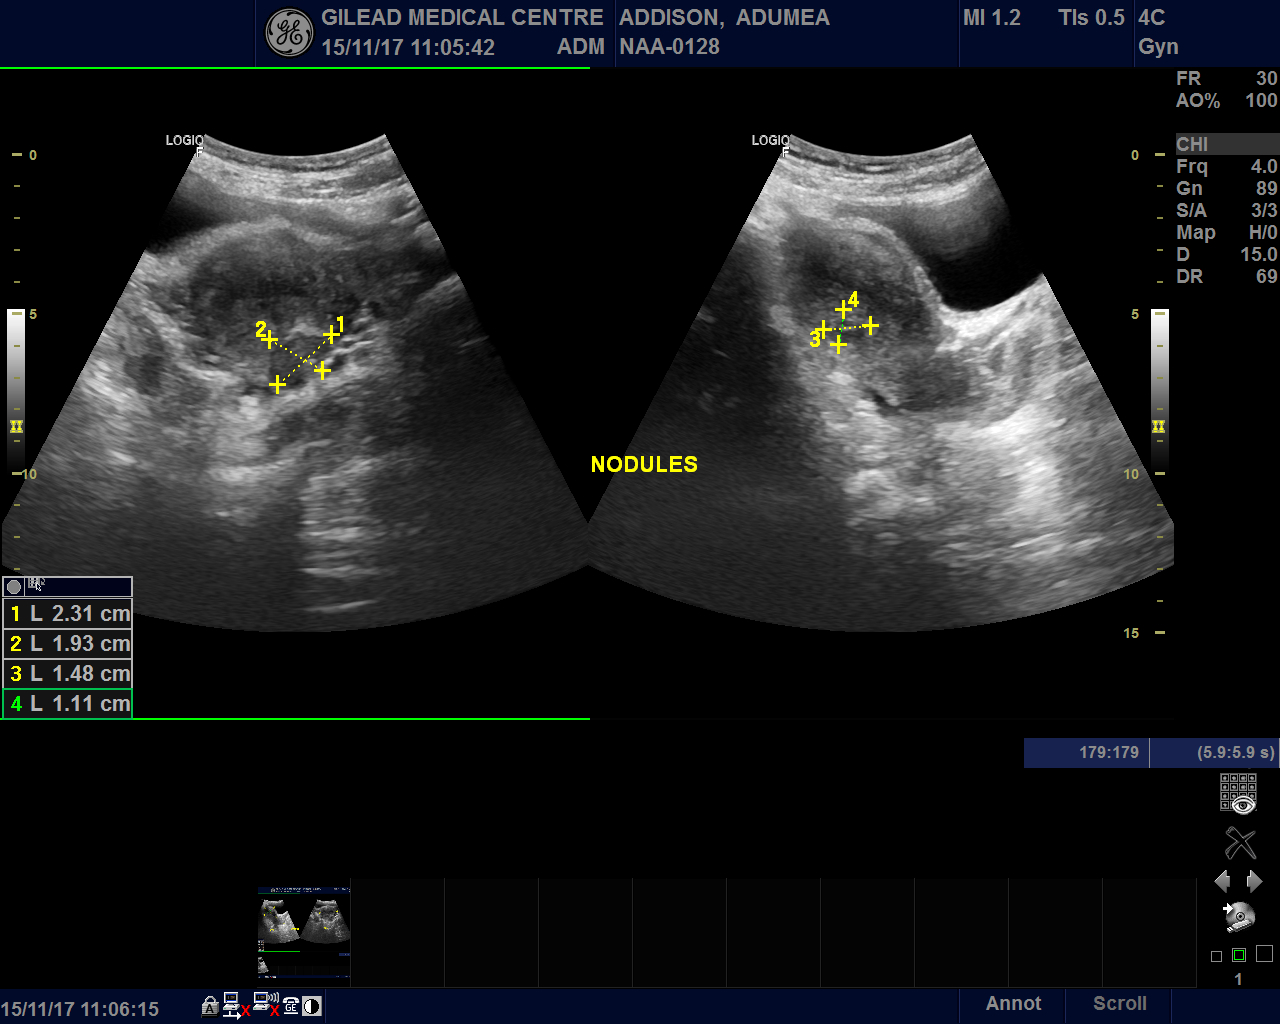 GILEAD MEDICAL CENTRE
15/11/17 11:05:42 ADM
ADDISON, ADUMEA
NAA-0128
MI 1.2 TIs 0.5
4C
Gyn
FR 30
AO% 100
CHI
Frq 4.0
Gn 89
S/A 3/3
Map H/0
D 15.0
DR 69
LOGIQ
F
LOGIQ
F
0
5
10
0
5
10
15
1
2
3
4
NODULES
1 L 2.31 cm
2 L 1.93 cm
3 L 1.48 cm
4 L 1.11 cm
179:179 (5.9:5.9 s)
1
15/11/17 11:06:15
A
GE
Annot
Scroll